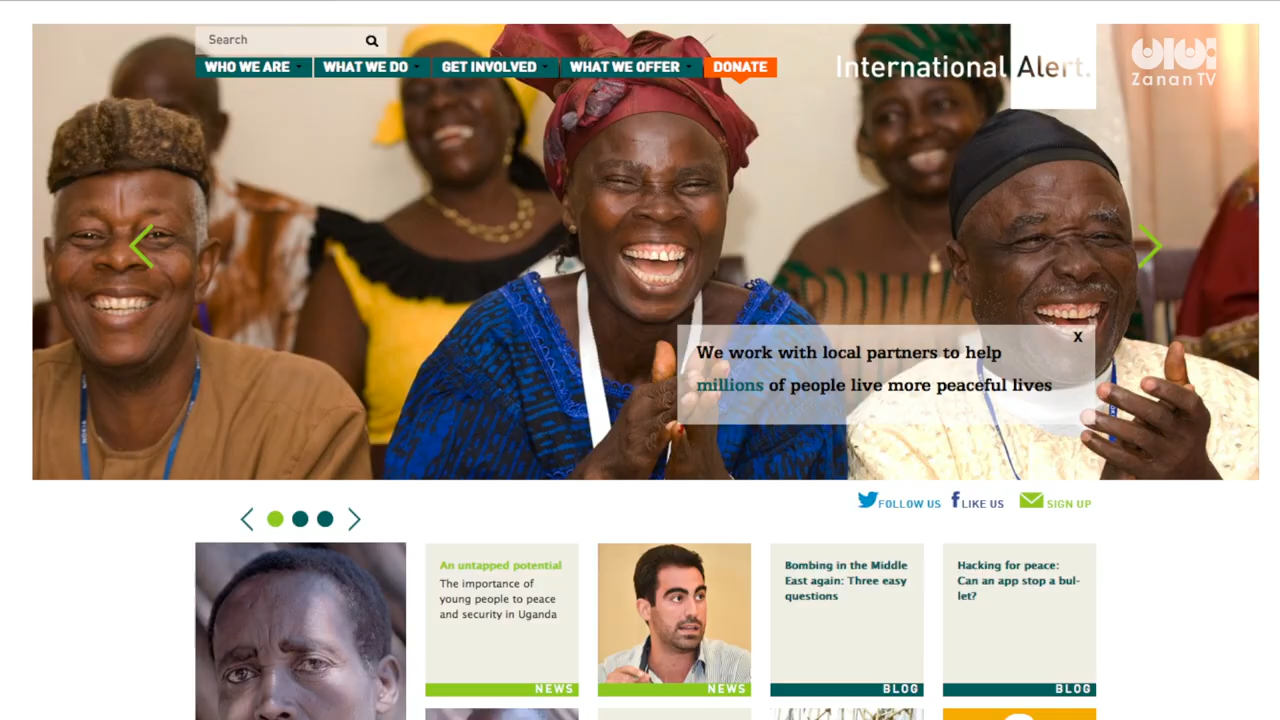 Search
WHO WE ARE
WHAT WE DO
GET INVOLVED
WHAT WE OFFER
DONATE
International Alert.
Zanan TV
X
We work with local partners to help
millions of people live more peaceful lives
FOLLOW US
LIKE US
SIGN UP
An untapped potential
The importance of
young people to peace
and security in Uganda
NEWS
NEWS
Bombing in the Middle
East again: Three easy
questions
BLOG
Hacking for peace:
Can an app stop a bul-
let?
BLOG